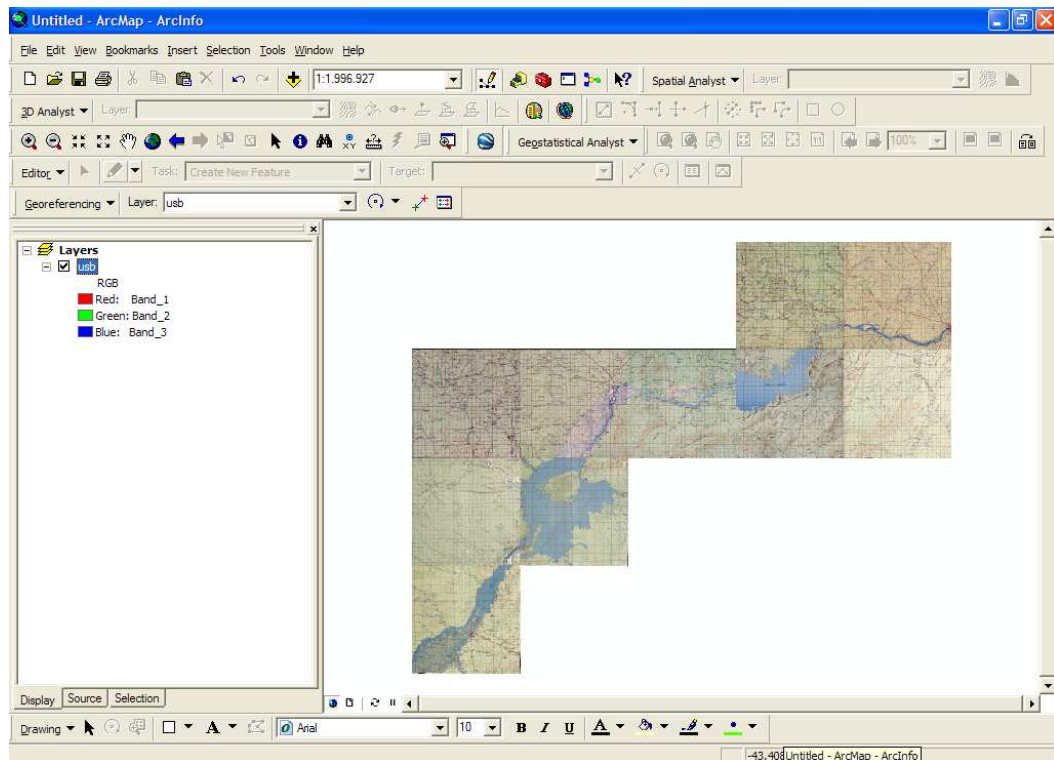 Untitled - ArcMap - ArcInfo
File Edit View Bookmarks Insert Selection Tools Window Help
1:1.996.927 Spatial Analyst Layer:
3D Analyst Layer:
XY Geostatistical Analyst 100%
Editor Task: Create New Feature Target:
Georeferencing Layer: usb
Layers
usb
RGB
Red: Band_1
Green: Band_2
Blue: Band_3
Display Source Selection
Drawing A Arial 10 B I U A
-43,408 Untitled - ArcMap - ArcInfo